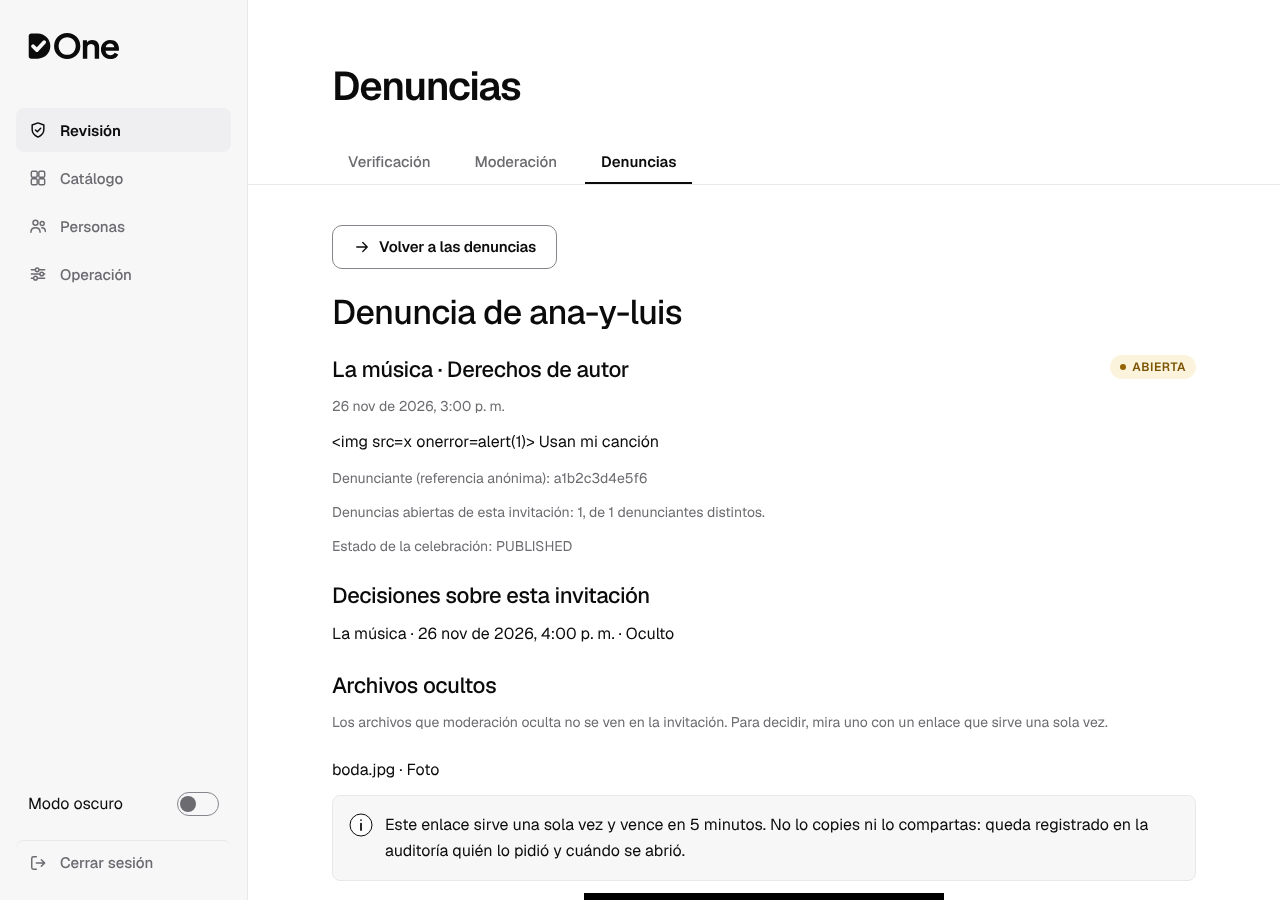 DOne
Revisión
Catálogo
Personas
Operación
Modo oscuro
Cerrar sesión
Denuncias
Verificación
Moderación
Denuncias
Volver a las denuncias
Denuncia de ana-y-luis
La música · Derechos de autor
ABIERTA
26 nov de 2026, 3:00 p. m.
<img src=x onerror=alert(1)> Usan mi canción
Denunciante (referencia anónima): a1b2c3d4e5f6
Denuncias abiertas de esta invitación: 1, de 1 denunciantes distintos.
Estado de la celebración: PUBLISHED
Decisiones sobre esta invitación
La música · 26 nov de 2026, 4:00 p. m. · Oculto
Archivos ocultos
Los archivos que moderación oculta no se ven en la invitación. Para decidir, mira uno con un enlace que sirve una sola vez.
boda.jpg · Foto
Este enlace sirve una sola vez y vence en 5 minutos. No lo copies ni lo compartas: queda registrado en la
auditoría quién lo pidió y cuándo se abrió.